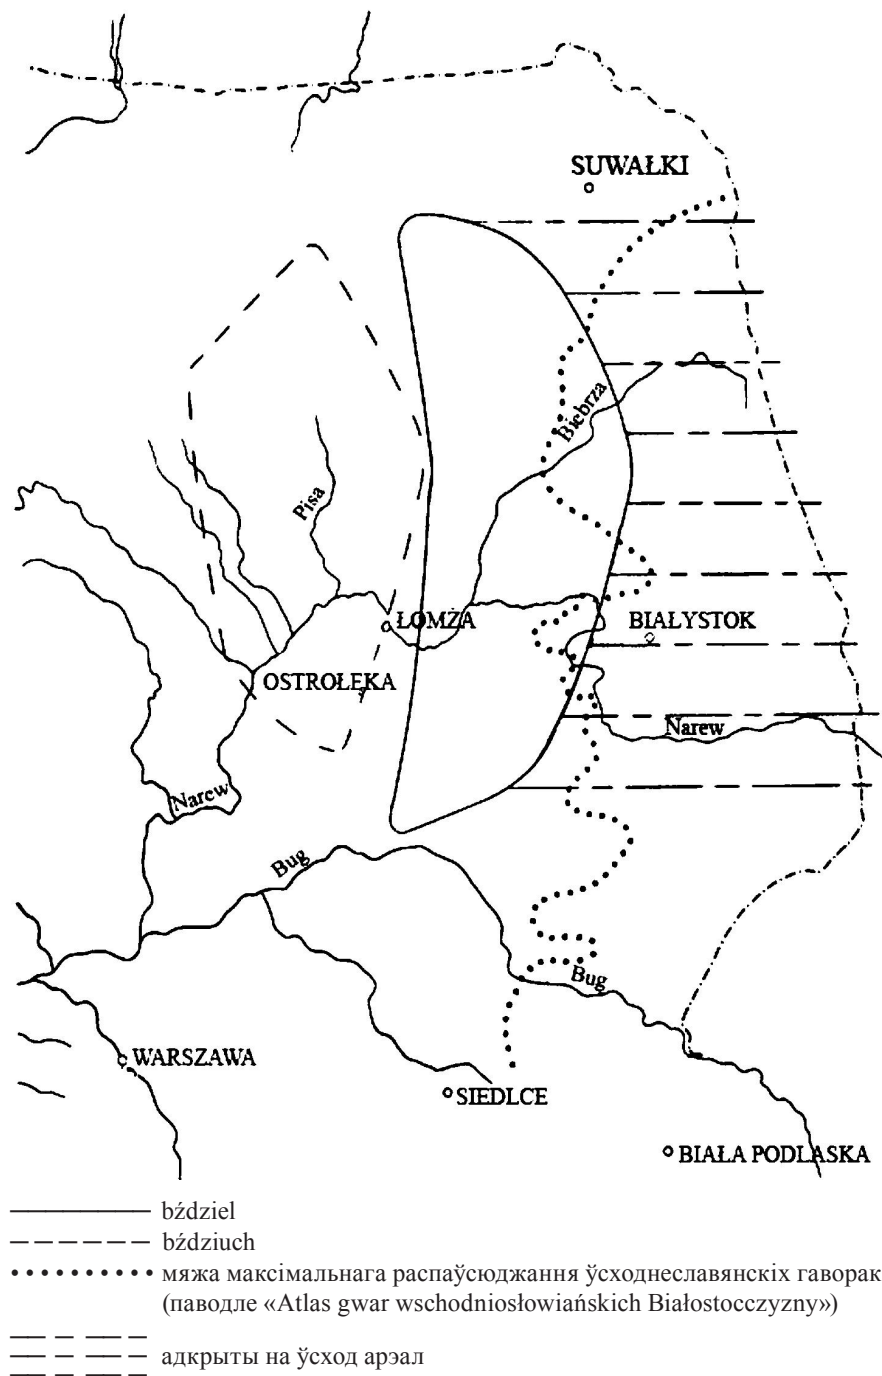 SUWAŁKI
Biebrza
Pisa
ŁOMŻA
BIAŁYSTOK
OSTROŁĘKA
Narew
Narew
Bug
Bug
WARSZAWA
SIEDLCE
BIAŁA PODLASKA
bździel
bździuch
мяжа максімальнага распаўсюджання ўсходнеславянскіх гаворак
(паводле «Atlas gwar wschodniosłowiańskich Białostocczyzny»)
адкрыты на ўсход арэал